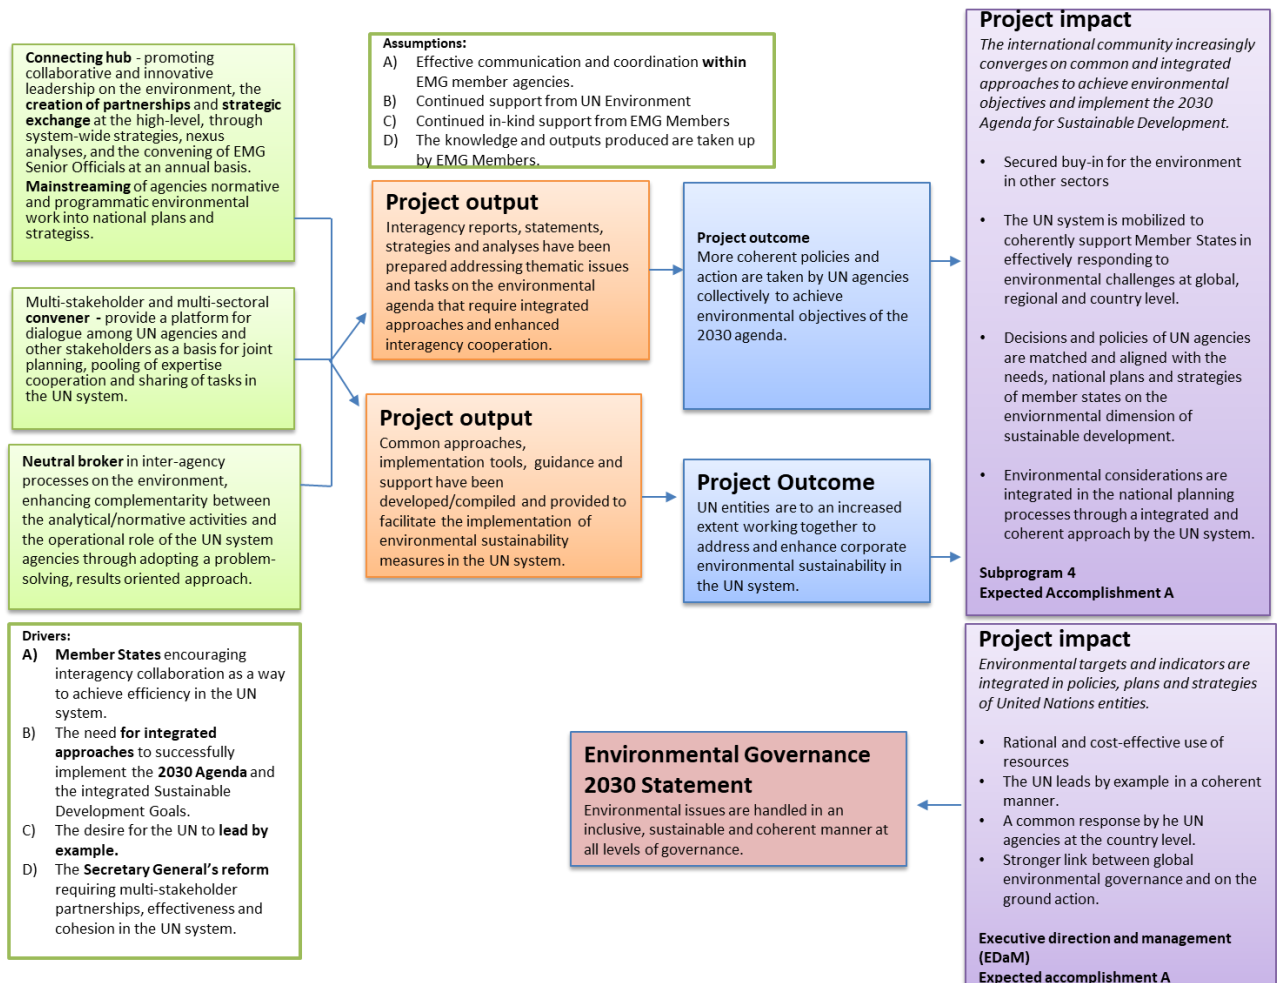 Connecting hub - promoting
collaborative and innovative
leadership on the environment, the
creation of partnerships and strategic
exchange at the high-level, through
system-wide strategies, nexus
analyses, and the convening of EMG
Senior Officials at an annual basis.
Mainstreaming of agencies normative
and programmatic environmental
work into national plans and
strategiss.
Multi-stakeholder and multi-sectoral
convener - provide a platform for
dialogue among UN agencies and
other stakeholders as a basis for joint
planning, pooling of expertise
cooperation and sharing of tasks in
the UN system.
Neutral broker in inter-agency
processes on the environment,
enhancing complementarity between
the analytical/normative activities and
the operational role of the UN system
agencies through adopting a problem-
solving, results oriented approach.
Drivers:
A) Member States encouraging
interagency collaboration as a way
to achieve efficiency in the UN
system.
B) The need for integrated
approaches to successfully
implement the 2030 Agenda and
the integrated Sustainable
Development Goals.
C) The desire for the UN to lead by
example.
D) The Secretary General's reform
requiring multi-stakeholder
partnerships, effectiveness and
cohesion in the UN system.
Assumptions:
A) Effective communication and coordination within
EMG member agencies.
B) Continued support from UN Environment
C) Continued in-kind support from EMG Members
D) The knowledge and outputs produced are taken up
by EMG Members.
Project output
Interagency reports, statements,
strategies and analyses have been
prepared addressing thematic issues
and tasks on the environmental
agenda that require integrated
approaches and enhanced
interagency cooperation.
Project output
Common approaches,
implementation tools, guidance and
support have been
developed/compiled and provided to
facilitate the implementation of
environmental sustainability
measures in the UN system.
Project outcome
More coherent policies and
action are taken by UN agencies
collectively to achieve
environmental objectives of the
2030 agenda.
Project Outcome
UN entities are to an increased
extent working together to
address and enhance corporate
environmental sustainability in
the UN system.
Project impact
The international community increasingly
converges on common and integrated
approaches to achieve environmental
objectives and implement the 2030
Agenda for Sustainable Development.
• Secured buy-in for the environment
in other sectors
• The UN system is mobilized to
coherently support Member States in
effectively responding to
environmental challenges at global,
regional and country level.
• Decisions and policies of UN agencies
are matched and aligned with the
needs, national plans and strategies
of member states on the
enviornmental dimension of
sustainable development.
• Environmental considerations are
integrated in the national planning
processes through a integrated and
coherent approach by the UN system.
Subprogram 4
Expected Accomplishment A
Project impact
Environmental targets and indicators are
integrated in policies, plans and strategies
of United Nations entities.
• Rational and cost-effective use of
resources
• The UN leads by example in a coherent
manner.
• A common response by he UN
agencies at the country level.
• Stronger link between global
environmental governance and on the
ground action.
Executive direction and management
(EDaM)
Expected accomplishment A
Environmental Governance
2030 Statement
Environmental issues are handled in an
inclusive, sustainable and coherent manner at
all levels of governance.